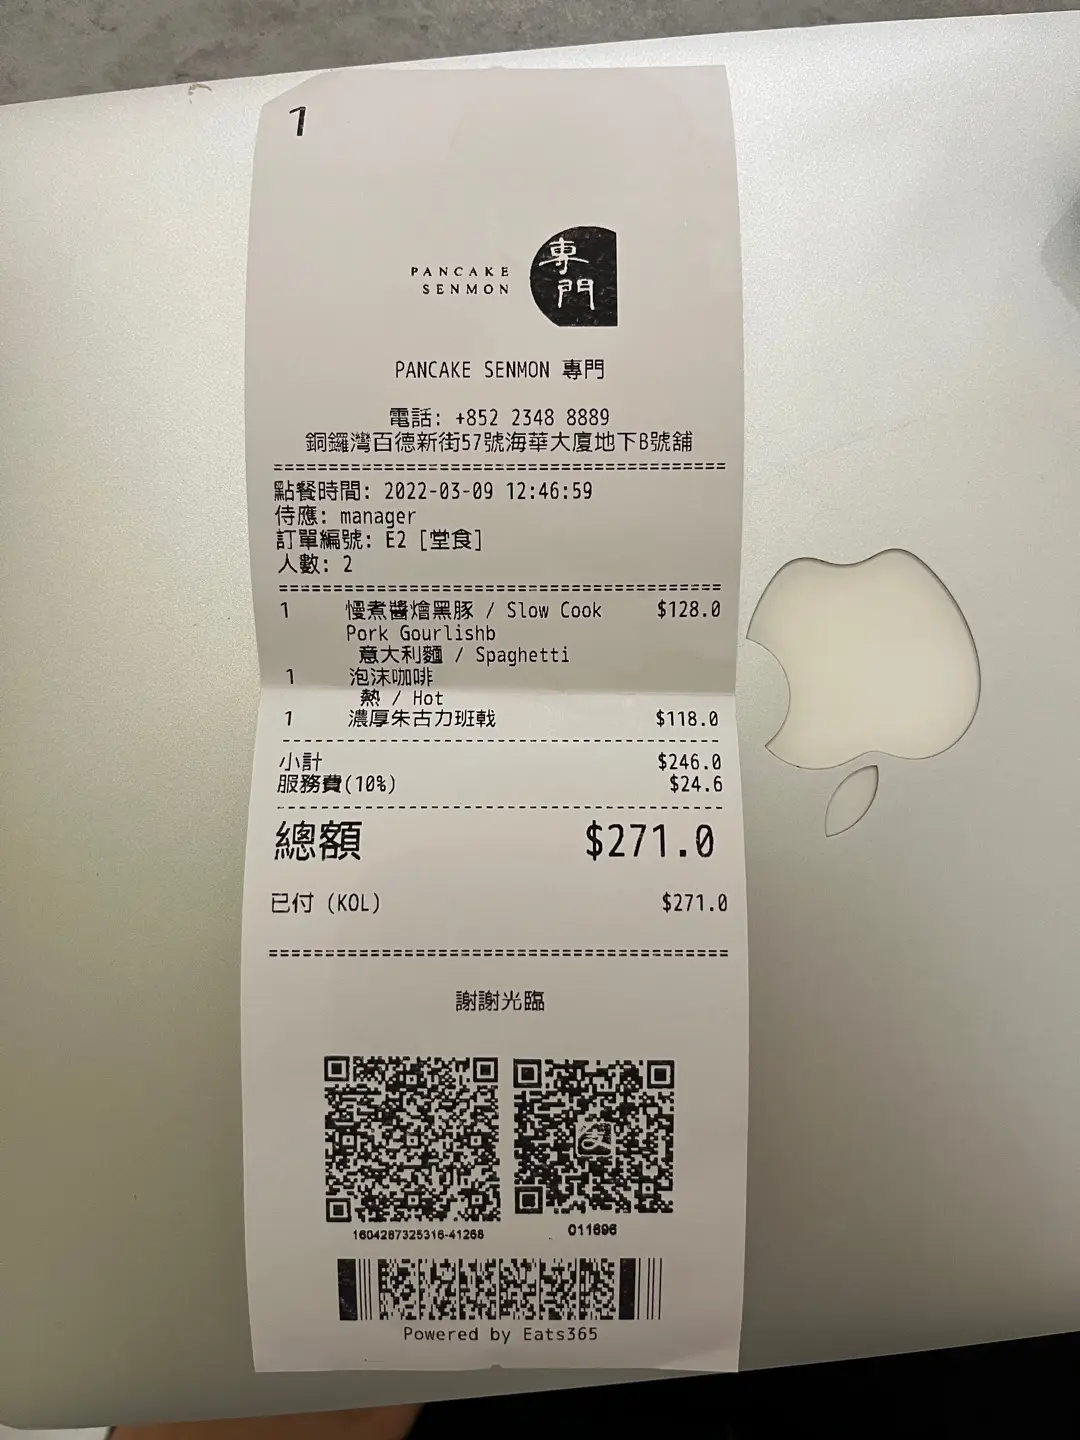 1
PANCAKE
SENMON
專門
PANCAKE SENMON 專門
電話: +852 2348 8889
銅鑼灣百德新街57號海華大廈地下B號舖
點餐時間: 2022-03-09 12:46:59
侍應: manager
訂單編號: E2 [堂食]
人數: 2
1 慢煮醬燴黑豚 / Slow Cook $128.0
Pork Gourlishb
意大利麵 / Spaghetti
1 泡沫咖啡
熱 / Hot
1 濃厚朱古力班戟 $118.0
小計 $246.0
服務費(10%) $24.6
總額 $271.0
已付 (KOL) $271.0
謝謝光臨
1604287325316-41268 011696
Powered by Eats365